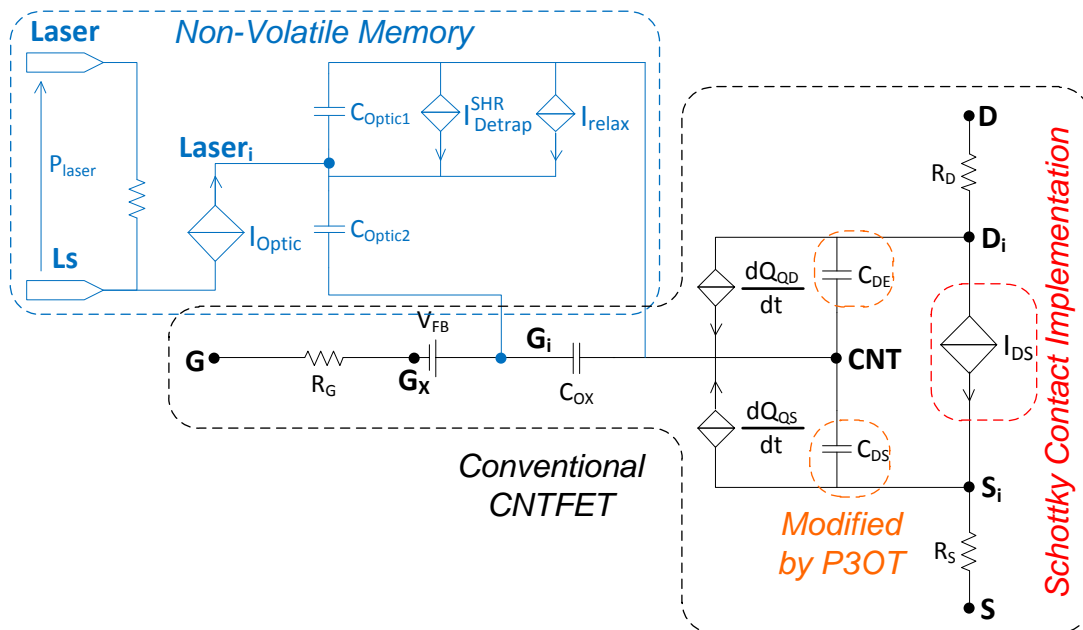 Laser
Non-Volatile Memory
P_laser
Laser_i
C_Optic1
I^SHR_Detrap
I_relax
I_Optic
C_Optic2
Ls
D
R_D
D_i
dQ_QD
dt
C_DE
Schottky Contact Implementation
I_DS
V_FB
G
R_G
G_X
G_i
C_OX
CNT
dQ_QS
dt
C_DS
Conventional
CNTFET
Modified
by P3OT
S_i
R_S
S